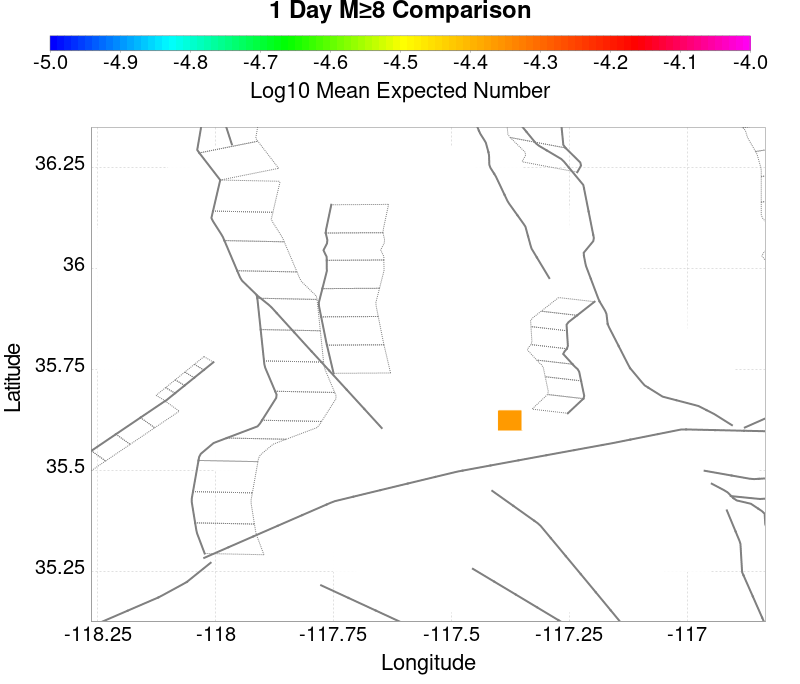 1 Day M≥8 Comparison
-5.0 -4.9 -4.8 -4.7 -4.6 -4.5 -4.4 -4.3 -4.2 -4.1 -4.0
Log10 Mean Expected Number
36.25
36
35.75
35.5
35.25
Latitude
-118.25 -118 -117.75 -117.5 -117.25 -117
Longitude